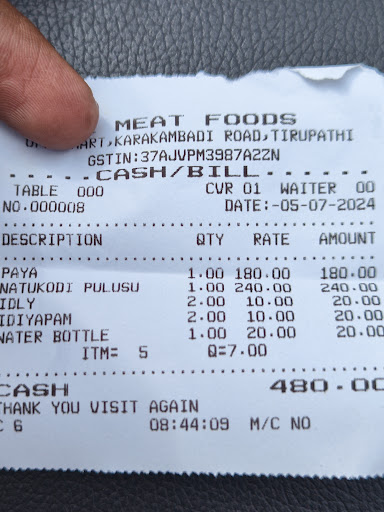 MEAT FOODS
MART,KARAKAMBADI ROAD,TIRUPATHI
GSTIN:37AJVPM3987A2ZN
.....CASH/BILL......
TABLE 000 CVR 01 WAITER 00
NO.000008 DATE:-05-07-2024
DESCRIPTION QTY RATE AMOUNT
PAYA 1.00 180.00 180.00
NATUKODI PULUSU 1.00 240.00 240.00
IDLY 2.00 10.00 20.00
IDIYAPAM 2.00 10.00 20.00
WATER BOTTLE 1.00 20.00 20.00
ITM= 5 Q=7.00
CASH 480.00
THANK YOU VISIT AGAIN
C 6 08:44:09 M/C NO